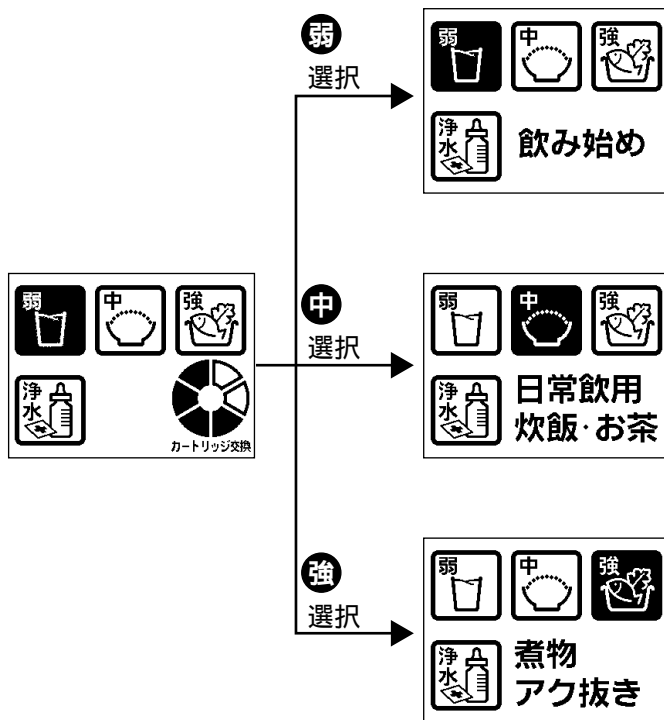 弱
選択
弱 中 強
浄水 飲み始め
弱 中 強
浄水
カートリッジ交換
中
選択
弱 中 強
浄水 日常飲用
炊飯・お茶
強
選択
弱 中 強
浄水 煮物
アク抜き